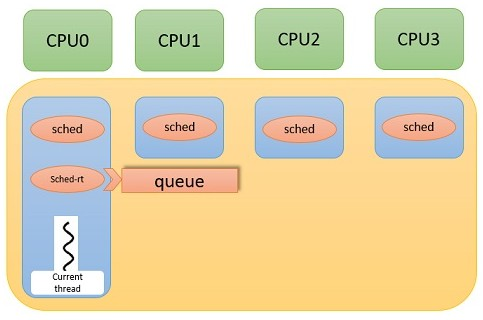 CPU0
CPU1
CPU2
CPU3
sched
sched
sched
sched
Sched-rt
queue
Current
thread